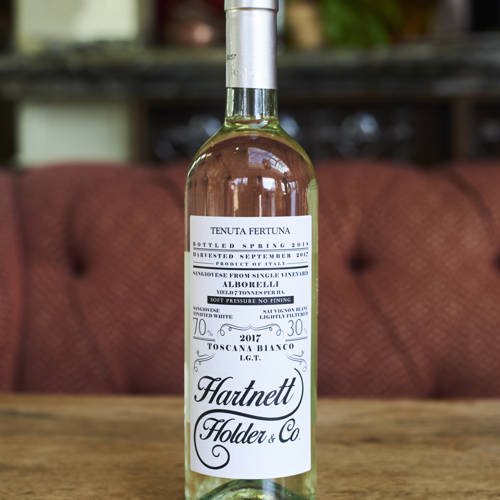 TENUTA FERTUNA
BOTTLED SPRING 2018
HARVESTED SEPTEMBER 2017
PRODUCT OF ITALY
SANGIOVESE FROM SINGLE VINEYARD
ALBORELLI
YIELD 7 TONNES PER HA.
SOFT PRESSURE NO FINING
SANGIOVESE
VINIFIED WHITE
70%
SAUVIGNON BLANC
LIGHTLY FILTERED
30%
2017
TOSCANA BIANCO
I.G.T.
Hartnett
Holder & Co.